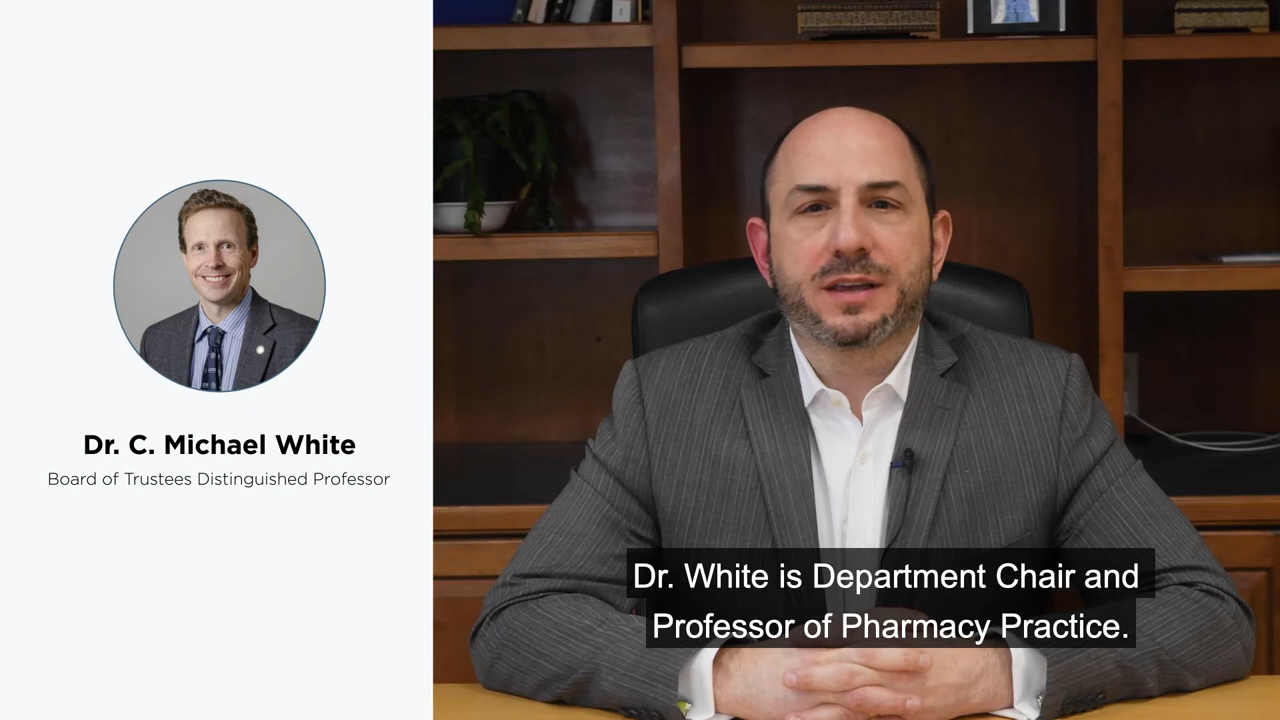 Dr. C. Michael White
Board of Trustees Distinguished Professor
Dr. White is Department Chair and
Professor of Pharmacy Practice.